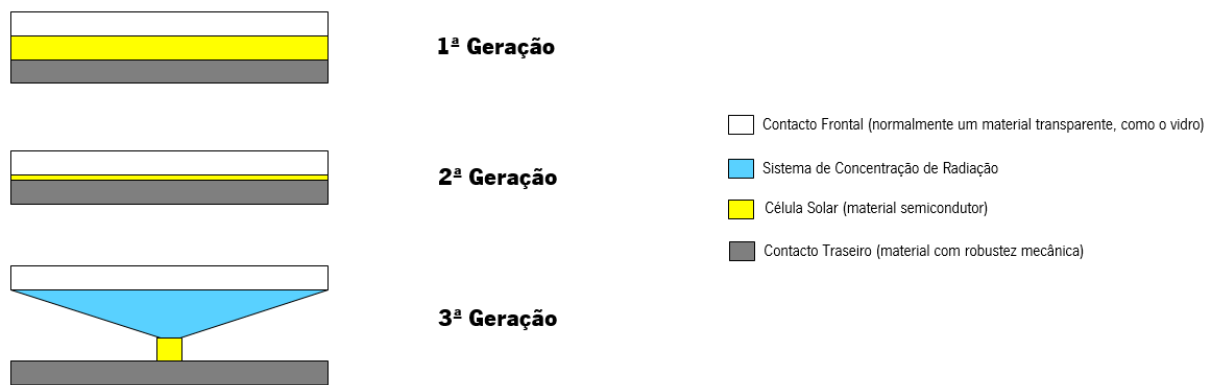 1ª Geração
2ª Geração
3ª Geração
Contacto Frontal (normalmente um material transparente, como o vidro)
Sistema de Concentração de Radiação
Célula Solar (material semicondutor)
Contacto Traseiro (material com robustez mecânica)